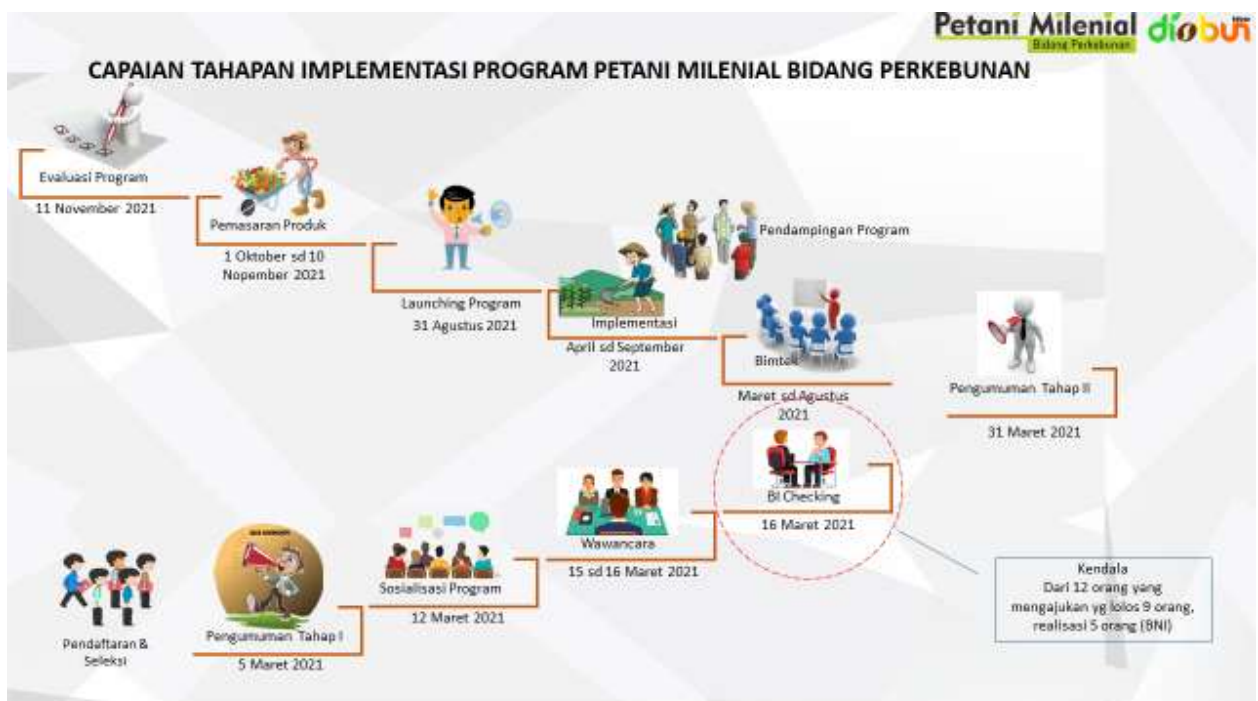 Petani Milenial
Bidang Perkebunan
disbun
CAPAIAN TAHAPAN IMPLEMENTASI PROGRAM PETANI MILENIAL BIDANG PERKEBUNAN
Evaluasi Program
11 November 2021
Pemasaran Produk
1 Oktober sd 10
Nopember 2021
Launching Program
31 Agustus 2021
Pendampingan Program
Implementasi
April sd September
2021
Bimtek
Maret sd Agustus
2021
Pengumuman Tahap II
31 Maret 2021
BI Checking
16 Maret 2021
Wawancara
15 sd 16 Maret 2021
Sosialisasi Program
12 Maret 2021
Pengumuman Tahap I
5 Maret 2021
Pendaftaran &
Seleksi
Kendala
Dari 12 orang yang
mengajukan yg lolos 9 orang,
realisasi 5 orang (BNI)